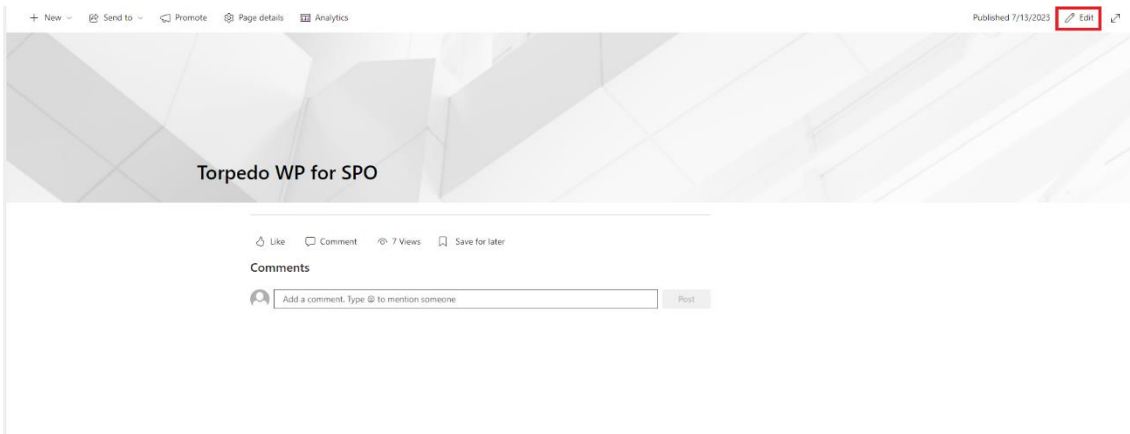 New Send to Promote Page details Analytics Published 7/13/2023 Edit
Torpedo WP for SPO
Like Comment 7 Views Save for later
Comments
Add a comment. Type @ to mention someone Post